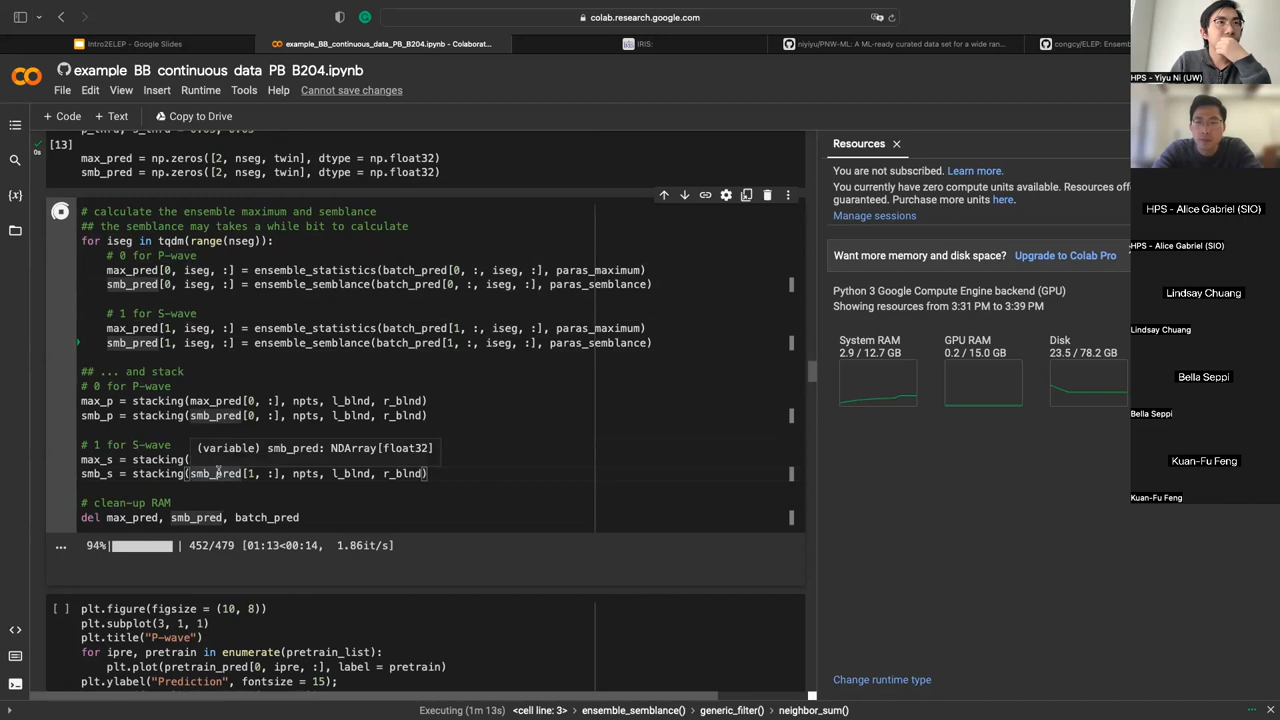 colab.research.google.com
Intro2ELEP - Google Slides
example_BB_continuous_data_PB_B204.ipynb - Colaborat...
IRIS:
niyiyu/PNW-ML: A ML-ready curated data set for a wide ran...
congcy/ELEP: Ensemb
example_BB_continuous_data_PB_B204.ipynb
File Edit View Insert Runtime Tools Help Cannot save changes
+ Code + Text Copy to Drive
[13]
0s
max_pred = np.zeros([2, nseg, twin], dtype = np.float32)
smb_pred = np.zeros([2, nseg, twin], dtype = np.float32)
# calculate the ensemble maximum and semblance
## the semblance may takes a while bit to calculate
for iseg in tqdm(range(nseg)):
# 0 for P-wave
max_pred[0, iseg, :] = ensemble_statistics(batch_pred[0, :, iseg, :], paras_maximum)
smb_pred[0, iseg, :] = ensemble_semblance(batch_pred[0, :, iseg, :], paras_semblance)
# 1 for S-wave
max_pred[1, iseg, :] = ensemble_statistics(batch_pred[1, :, iseg, :], paras_maximum)
smb_pred[1, iseg, :] = ensemble_semblance(batch_pred[1, :, iseg, :], paras_semblance)
## ... and stack
# 0 for P-wave
max_p = stacking(max_pred[0, :], npts, l_blnd, r_blnd)
smb_p = stacking(smb_pred[0, :], npts, l_blnd, r_blnd)
# 1 for S-wave
(variable) smb_pred: NDArray[float32]
max_s = stacking(
smb_s = stacking(smb_pred[1, :], npts, l_blnd, r_blnd)
# clean-up RAM
del max_pred, smb_pred, batch_pred
94%| | 452/479 [01:13<00:14, 1.86it/s]
[ ]
plt.figure(figsize = (10, 8))
plt.subplot(3, 1, 1)
plt.title("P-wave")
for ipre, pretrain in enumerate(pretrain_list):
plt.plot(pretrain_pred[0, ipre, :], label = pretrain)
plt.ylabel("Prediction", fontsize = 15);
Resources
You are not subscribed. Learn more.
You currently have zero compute units available. Resources off
guaranteed. Purchase more units here.
Manage sessions
Want more memory and disk space? Upgrade to Colab Pro
Python 3 Google Compute Engine backend (GPU)
Showing resources from 3:31 PM to 3:39 PM
System RAM
2.9 / 12.7 GB
GPU RAM
0.2 / 15.0 GB
Disk
23.5 / 78.2 GB
Change runtime type
Executing (1m 13s) <cell line: 3> > ensemble_semblance() > generic_filter() > neighbor_sum()
HPS - Yiyu Ni (UW)
HPS - Alice Gabriel (SIO)
HPS - Alice Gabriel (SIO)
Lindsay Chuang
Lindsay Chuang
Bella Seppi
Bella Seppi
Kuan-Fu Feng
Kuan-Fu Feng